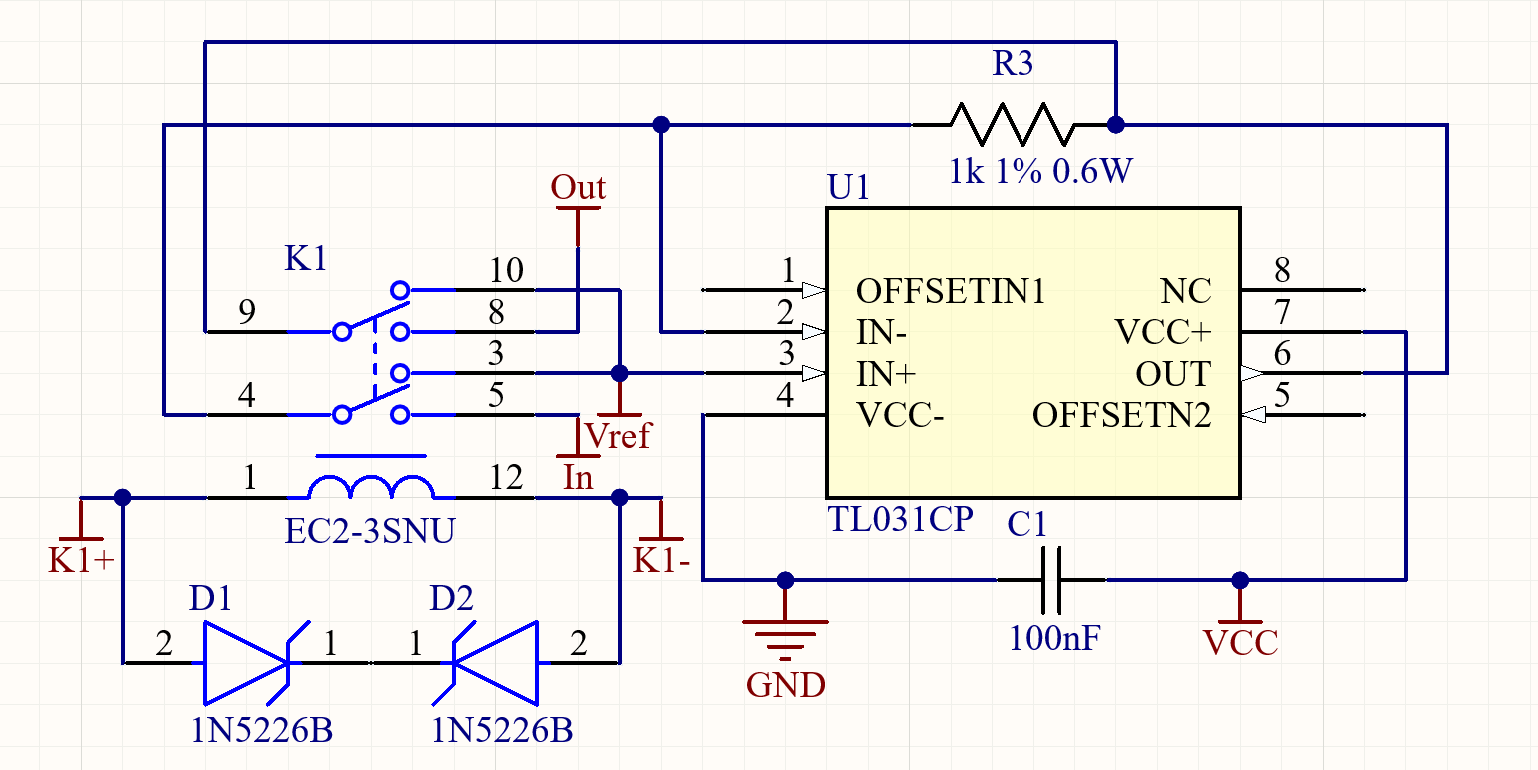 R3
1k 1% 0.6W
Out
U1
K1
10
9
8
3
4
5
1
OFFSETIN1
NC
8
2
IN-
VCC+
7
3
IN+
OUT
6
4
VCC-
OFFSETN2
5
Vref
In
1
12
EC2-3SNU
K1+
K1-
TL031CP
C1
100nF
GND
VCC
D1
D2
2
1
1
2
1N5226B
1N5226B